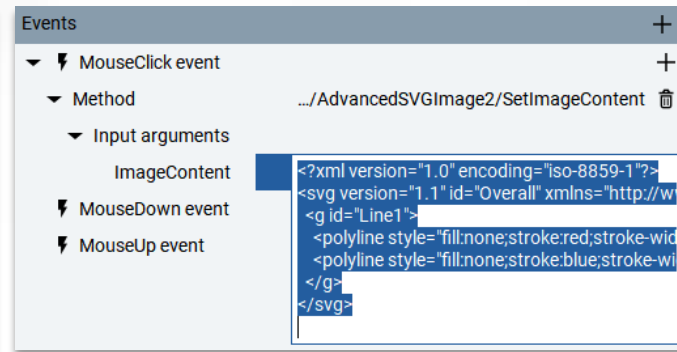 Events
MouseClick event
Method …/AdvancedSVGImage2/SetImageContent
Input arguments
ImageContent <?xml version="1.0" encoding="iso-8859-1"?>
<svg version="1.1" id="Overall" xmlns="http://w
<g id="Line1">
<polyline style="fill:none;stroke:red;stroke-wid
<polyline style="fill:none;stroke:blue;stroke-wi
</g>
</svg>
MouseDown event
MouseUp event